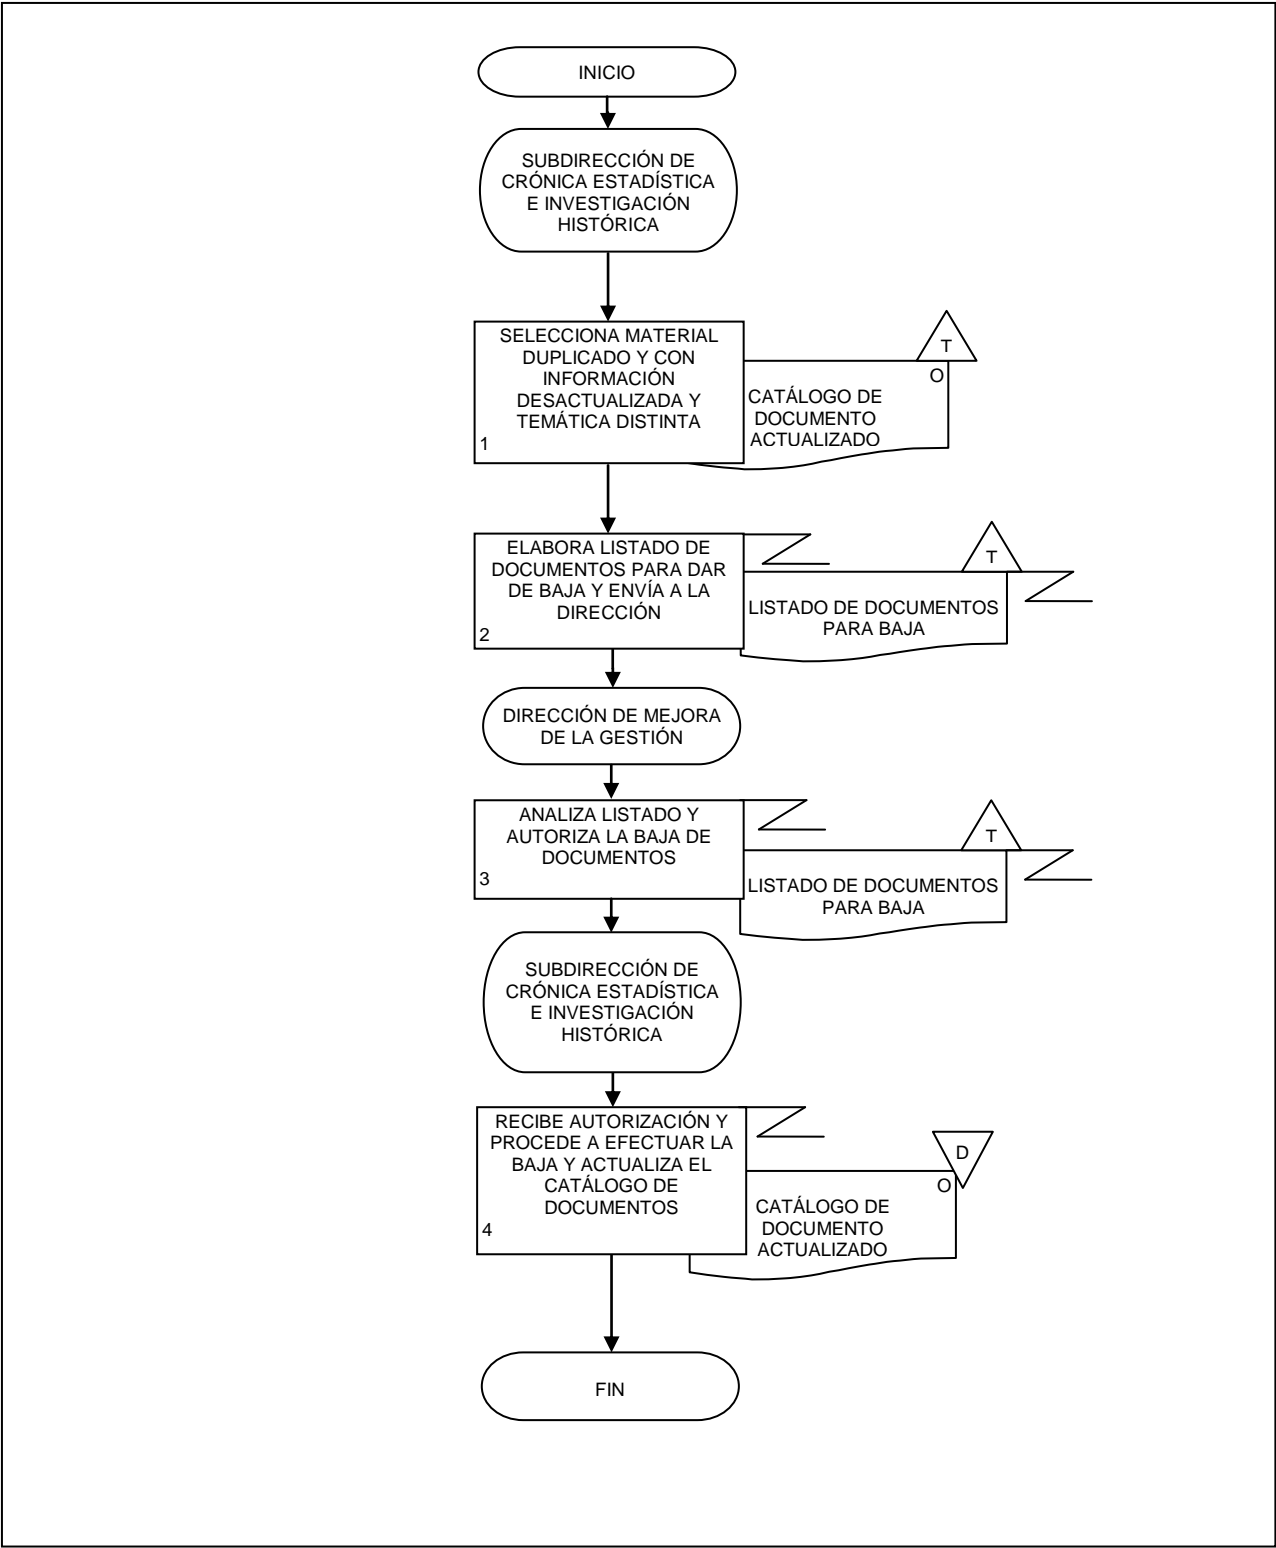 INICIO
SUBDIRECCIÓN DE
CRÓNICA ESTADÍSTICA
E INVESTIGACIÓN
HISTÓRICA
SELECCIONA MATERIAL
DUPLICADO Y CON
INFORMACIÓN
DESACTUALIZADA Y
TEMÁTICA DISTINTA
1
T
O
CATÁLOGO DE
DOCUMENTO
ACTUALIZADO
ELABORA LISTADO DE
DOCUMENTOS PARA DAR
DE BAJA Y ENVÍA A LA
DIRECCIÓN
2
T
LISTADO DE DOCUMENTOS
PARA BAJA
DIRECCIÓN DE MEJORA
DE LA GESTIÓN
ANALIZA LISTADO Y
AUTORIZA LA BAJA DE
DOCUMENTOS
3
T
LISTADO DE DOCUMENTOS
PARA BAJA
SUBDIRECCIÓN DE
CRÓNICA ESTADÍSTICA
E INVESTIGACIÓN
HISTÓRICA
RECIBE AUTORIZACIÓN Y
PROCEDE A EFECTUAR LA
BAJA Y ACTUALIZA EL
CATÁLOGO DE
DOCUMENTOS
4
D
O
CATÁLOGO DE
DOCUMENTO
ACTUALIZADO
FIN